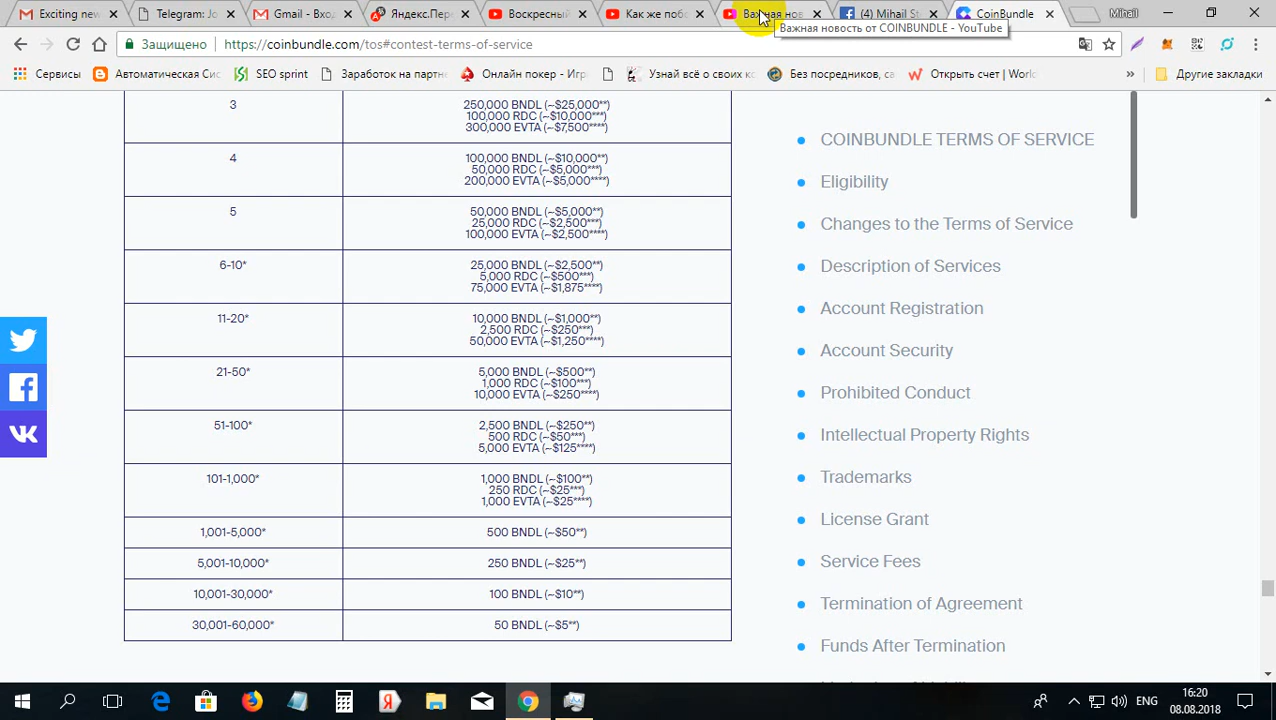 Exciting new
Telegram: Jo
Gmail - Вход
Яндекс.Пер
Воскресный
Как же побе
Важная нов
(4) Mihail St
CoinBundle
Mihail
Важная новость от COINBUNDLE - YouTube
Защищено
https://coinbundle.com/tos#contest-terms-of-service
Сервисы
Автоматическая Сис
SEO sprint
Заработок на партн
Онлайн покер - Игр
Узнай всё о своих ко
Без посредников, са
Открыть счет | World
»
Другие закладки
3
250,000 BNDL (~$25,000**)
100,000 RDC (~$10,000***)
300,000 EVTA (~$7,500****)
4
100,000 BNDL (~$10,000**)
50,000 RDC (~$5,000***)
200,000 EVTA (~$5,000****)
5
50,000 BNDL (~$5,000**)
25,000 RDC (~$2,500***)
100,000 EVTA (~$2,500****)
6-10*
25,000 BNDL (~$2,500**)
5,000 RDC (~$500***)
75,000 EVTA (~$1,875****)
11-20*
10,000 BNDL (~$1,000**)
2,500 RDC (~$250***)
50,000 EVTA (~$1,250****)
21-50*
5,000 BNDL (~$500**)
1,000 RDC (~$100***)
10,000 EVTA (~$250****)
51-100*
2,500 BNDL (~$250**)
500 RDC (~$50***)
5,000 EVTA (~$125****)
101-1,000*
1,000 BNDL (~$100**)
250 RDC (~$25***)
1,000 EVTA (~$25****)
1,001-5,000*
500 BNDL (~$50**)
5,001-10,000*
250 BNDL (~$25**)
10,001-30,000*
100 BNDL (~$10**)
30,001-60,000*
50 BNDL (~$5**)
COINBUNDLE TERMS OF SERVICE
Eligibility
Changes to the Terms of Service
Description of Services
Account Registration
Account Security
Prohibited Conduct
Intellectual Property Rights
Trademarks
License Grant
Service Fees
Termination of Agreement
Funds After Termination
ENG
16:20
08.08.2018